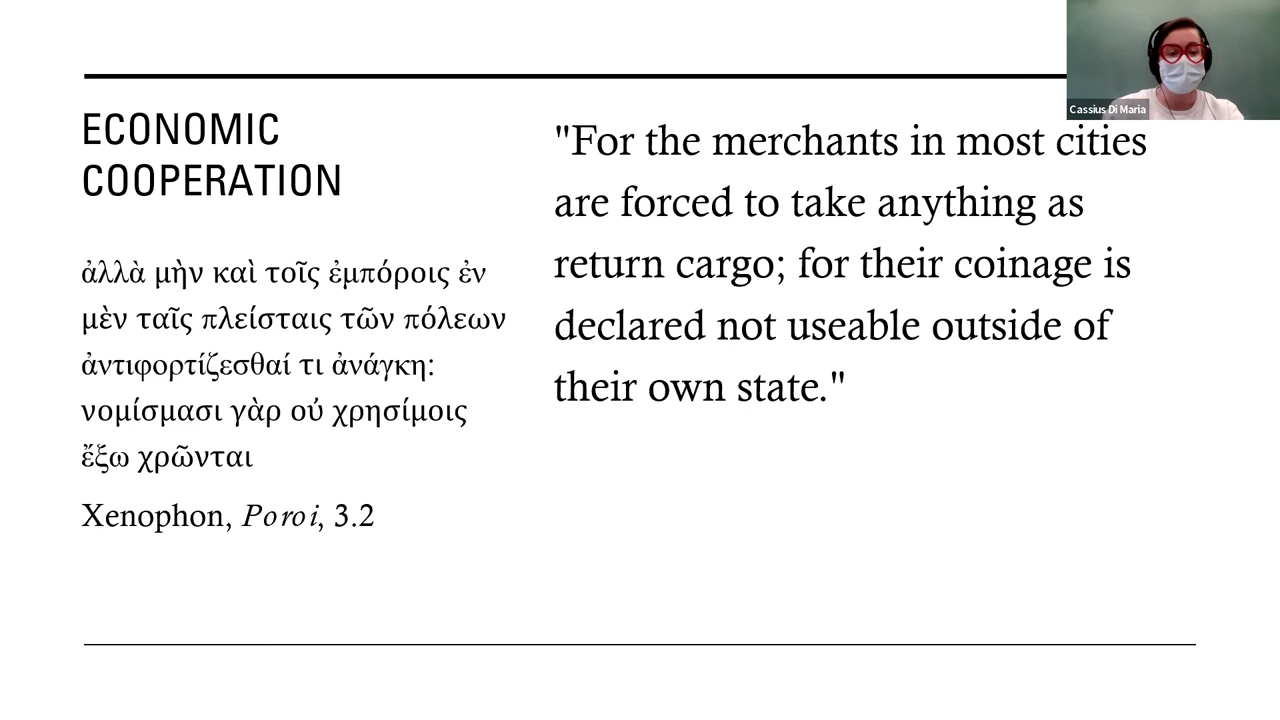 ECONOMIC
COOPERATION
ἀλλὰ μὴν καὶ τοῖς ἐμπόροις ἐν
μὲν ταῖς πλείσταις τῶν πόλεων
ἀντιφορτίζεσθαί τι ἀνάγκη:
νομίσμασι γὰρ οὐ χρησίμοις
ἔξω χρῶνται
Xenophon, Poroi, 3.2
"For the merchants in most cities
are forced to take anything as
return cargo; for their coinage is
declared not useable outside of
their own state."
Cassius Di Maria